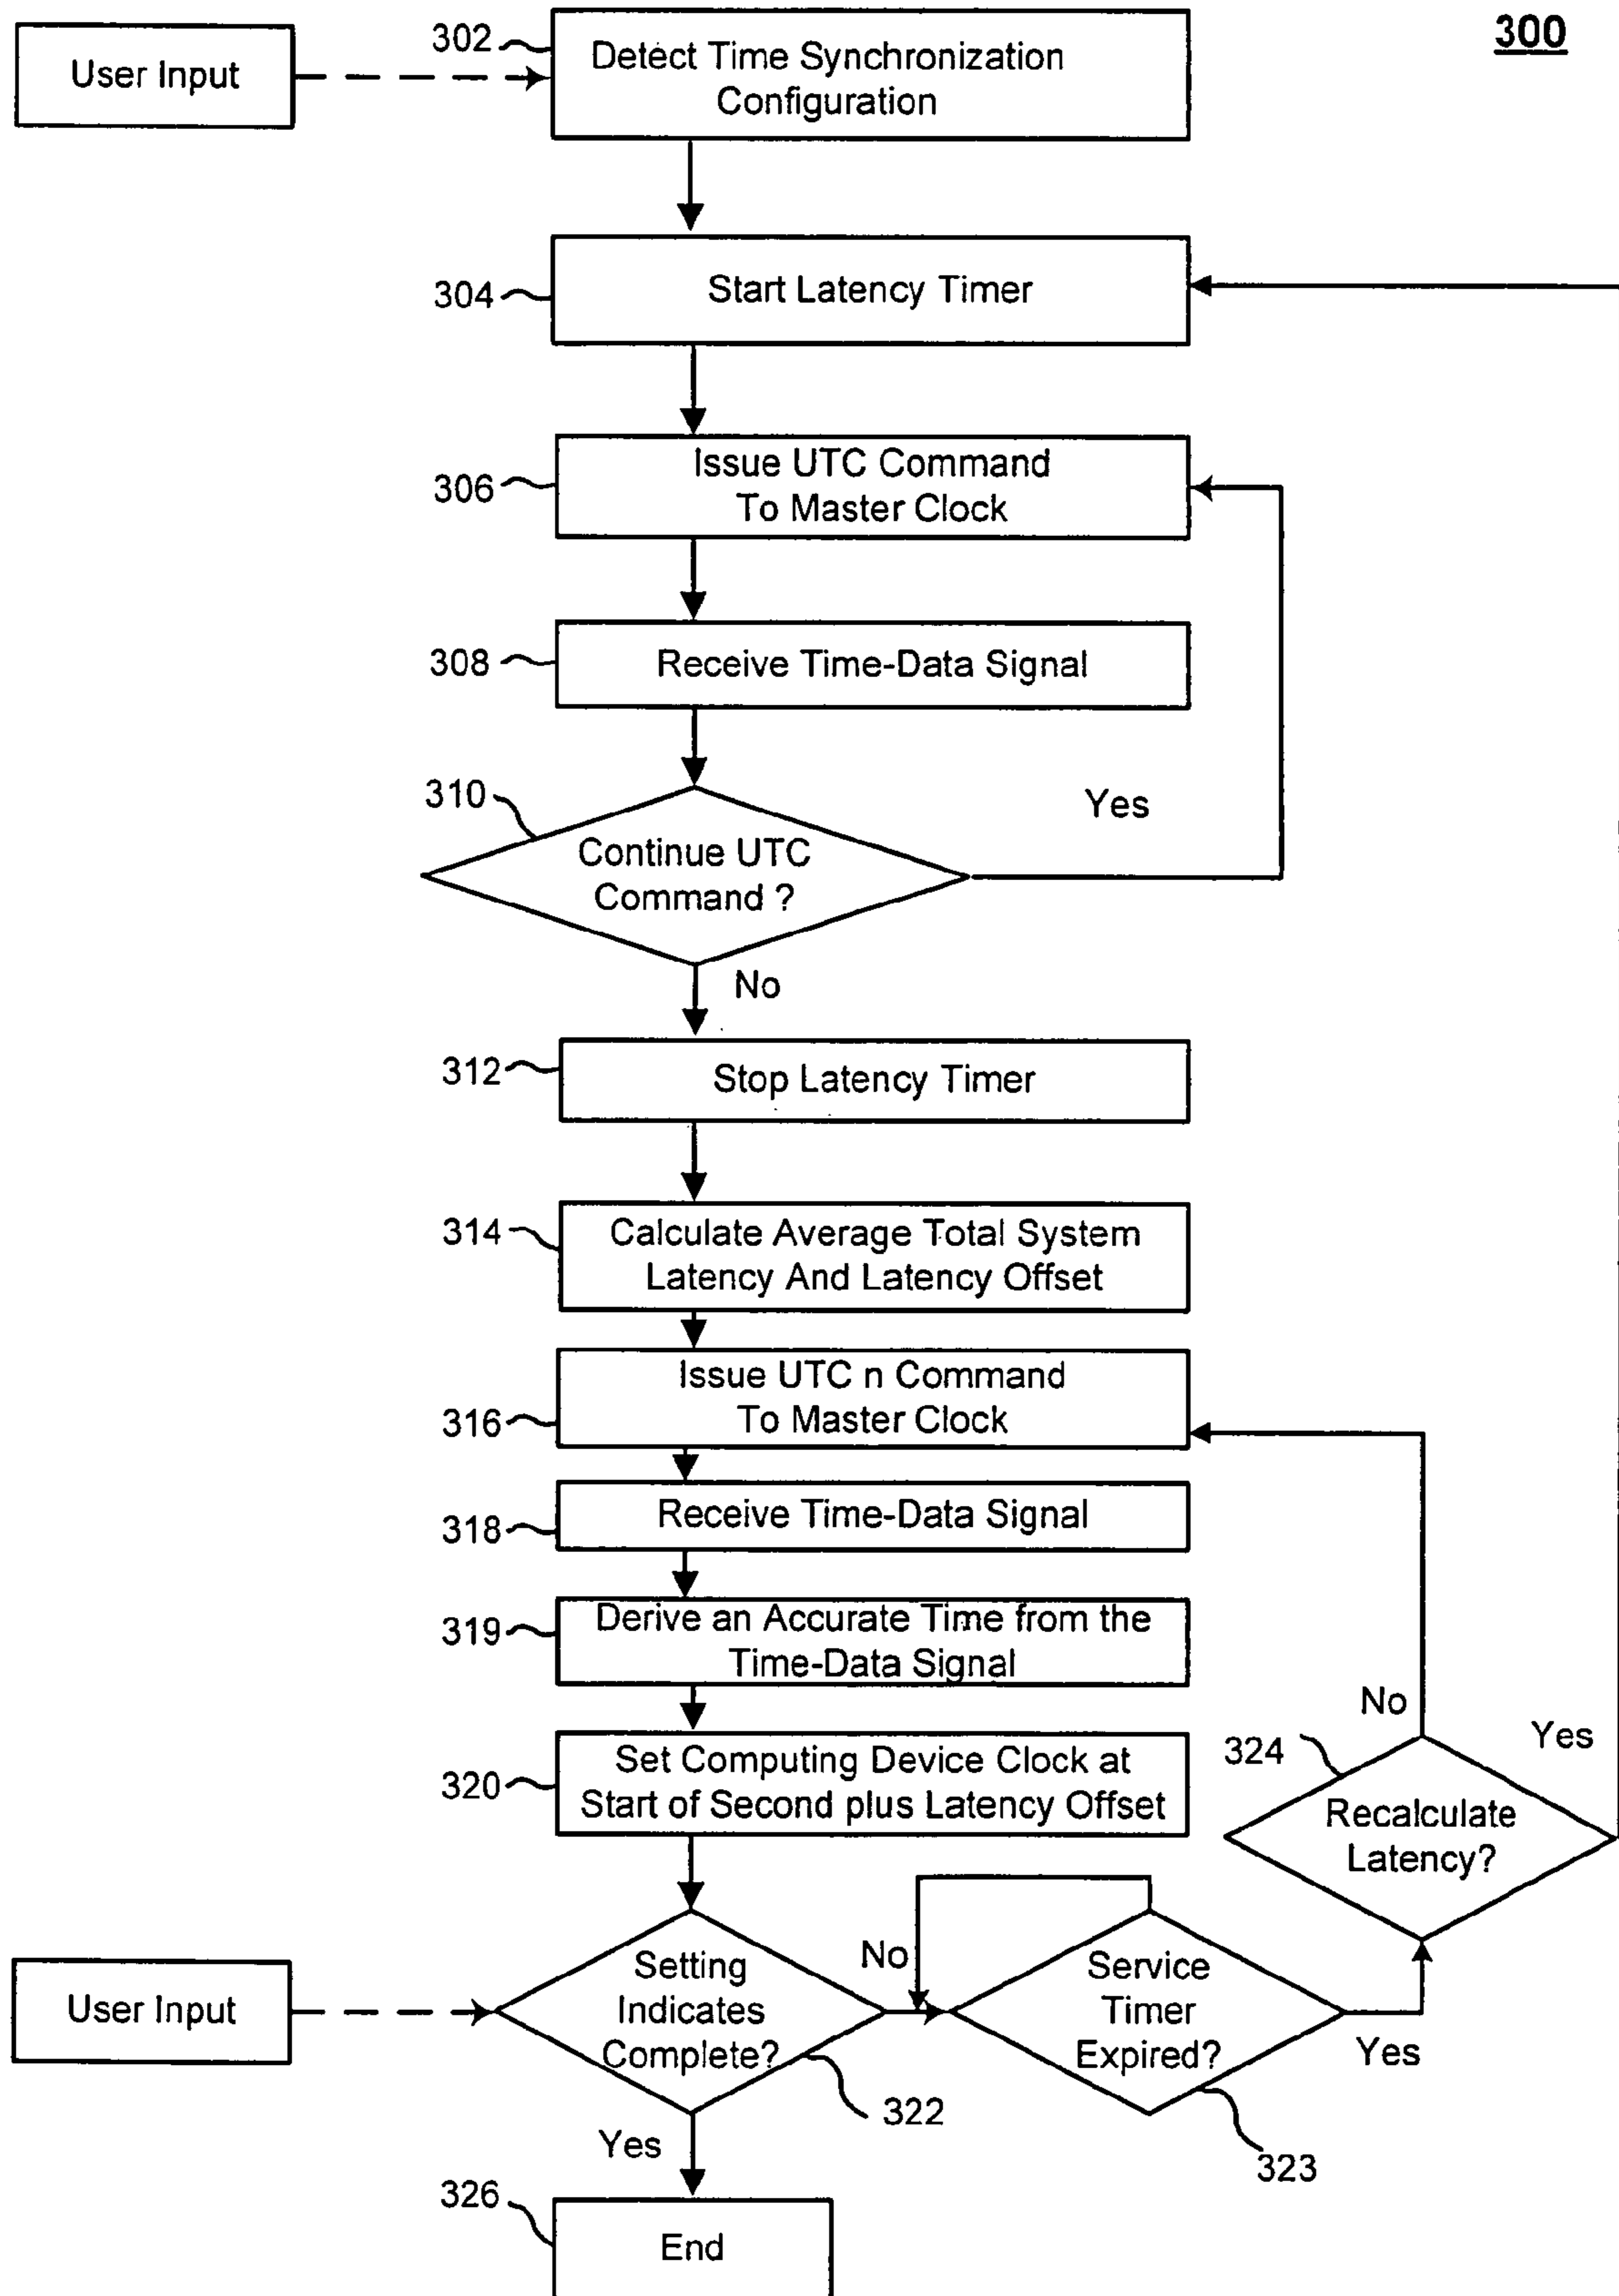 300
302
User Input
Detect Time Synchronization
Configuration
304
Start Latency Timer
306
Issue UTC Command
To Master Clock
308
Receive Time-Data Signal
310
Continue UTC
Command ?
Yes
No
312
Stop Latency Timer
314
Calculate Average Total System
Latency And Latency Offset
316
Issue UTC n Command
To Master Clock
318
Receive Time-Data Signal
319
Derive an Accurate Time from the
Time-Data Signal
320
Set Computing Device Clock at
Start of Second plus Latency Offset
324
Recalculate
Latency?
No
Yes
User Input
Setting
Indicates
Complete?
322
No
Service
Timer
Expired?
323
Yes
Yes
326
End